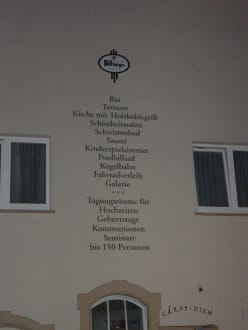 Bar
Terrasse
Küche mit Holzkohlegrill
Schönheitssalon
Schwimmbad
Sauna
Kinderspielzimmer
Poolbillard
Kegelbahn
Fahrradverleih
Galerie
***
Tagungsräume für
Hochzeiten
Geburtstage
Kommunionen
Seminare
bis 150 Personen
CARPE · DIEM